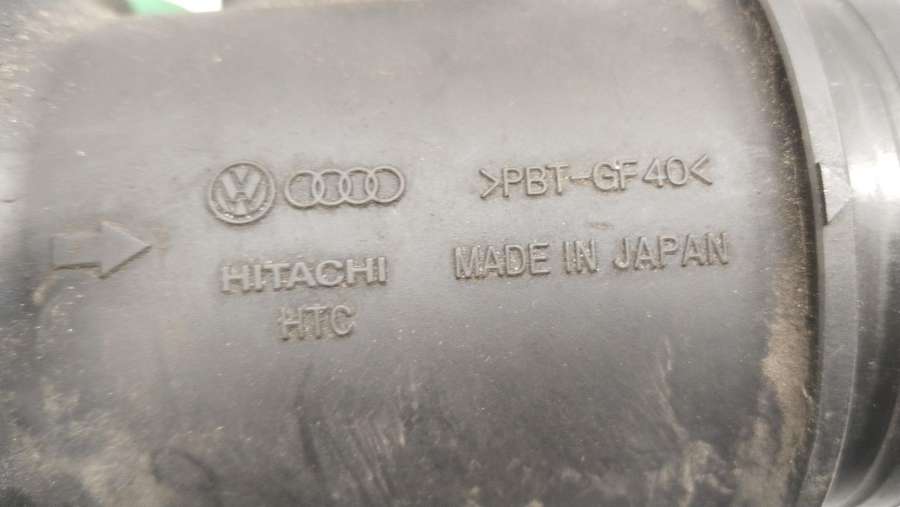 >PBT-GF40<
HITACHI
MADE IN JAPAN
HTC